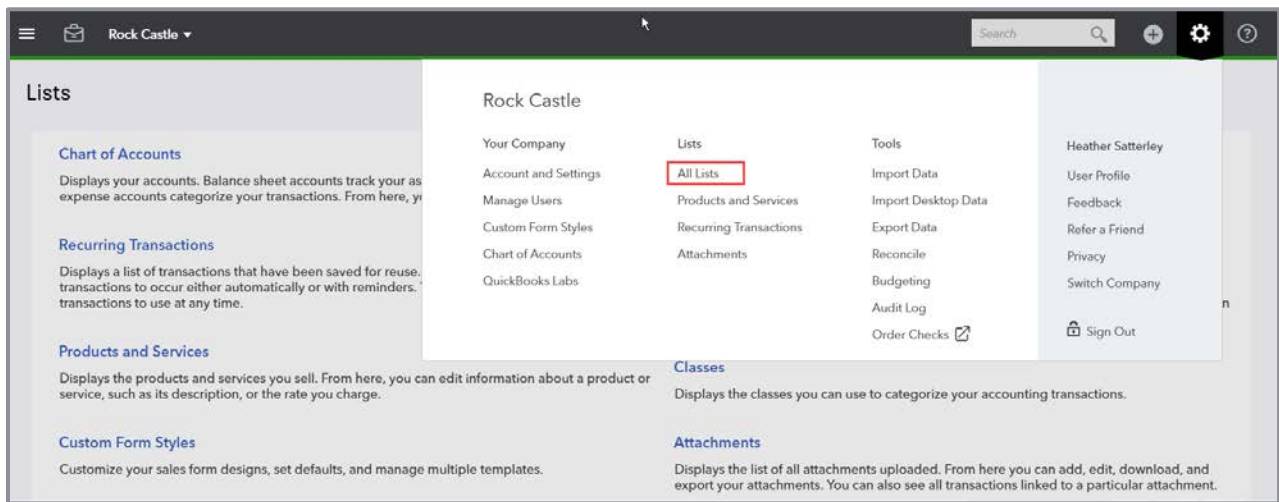 Rock Castle
Search
Lists
Chart of Accounts
Displays your accounts. Balance sheet accounts track your as
expense accounts categorize your transactions. From here, y
Recurring Transactions
Displays a list of transactions that have been saved for reuse.
transactions to occur either automatically or with reminders.
transactions to use at any time.
Products and Services
Displays the products and services you sell. From here, you can edit information about a product or
service, such as its description, or the rate you charge.
Custom Form Styles
Customize your sales form designs, set defaults, and manage multiple templates.
Rock Castle
Your Company
Account and Settings
Manage Users
Custom Form Styles
Chart of Accounts
QuickBooks Labs
Lists
All Lists
Products and Services
Recurring Transactions
Attachments
Tools
Import Data
Import Desktop Data
Export Data
Reconcile
Budgeting
Audit Log
Order Checks
Heather Satterley
User Profile
Feedback
Refer a Friend
Privacy
Switch Company
Sign Out
n
Classes
Displays the classes you can use to categorize your accounting transactions.
Attachments
Displays the list of all attachments uploaded. From here you can add, edit, download, and
export your attachments. You can also see all transactions linked to a particular attachment.